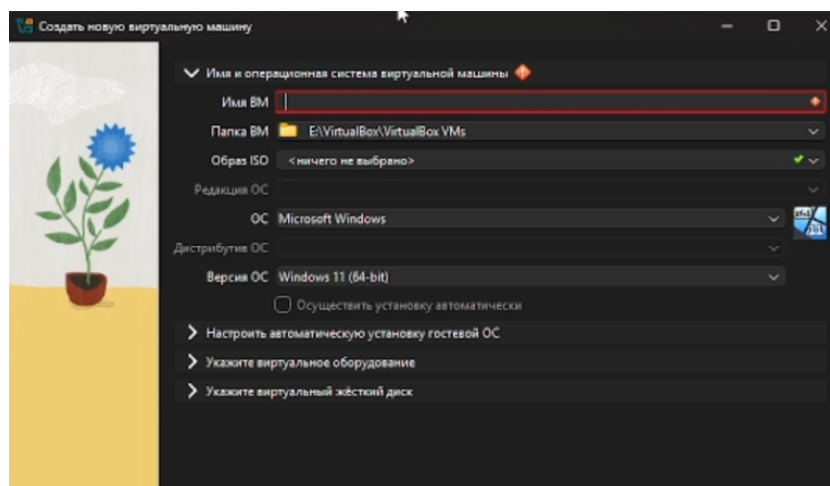 Создать новую виртуальную машину
Имя и операционная система виртуальной машины
Имя ВМ
Папка ВМ E:\VirtualBox\VirtualBox VMs
Образ ISO <ничего не выбрано>
Редакция ОС
ОС Microsoft Windows
Дистрибутив ОС
Версия ОС Windows 11 (64-bit)
Осуществить установку автоматически
Настроить автоматическую установку гостевой ОС
Укажите виртуальное оборудование
Укажите виртуальный жёсткий диск